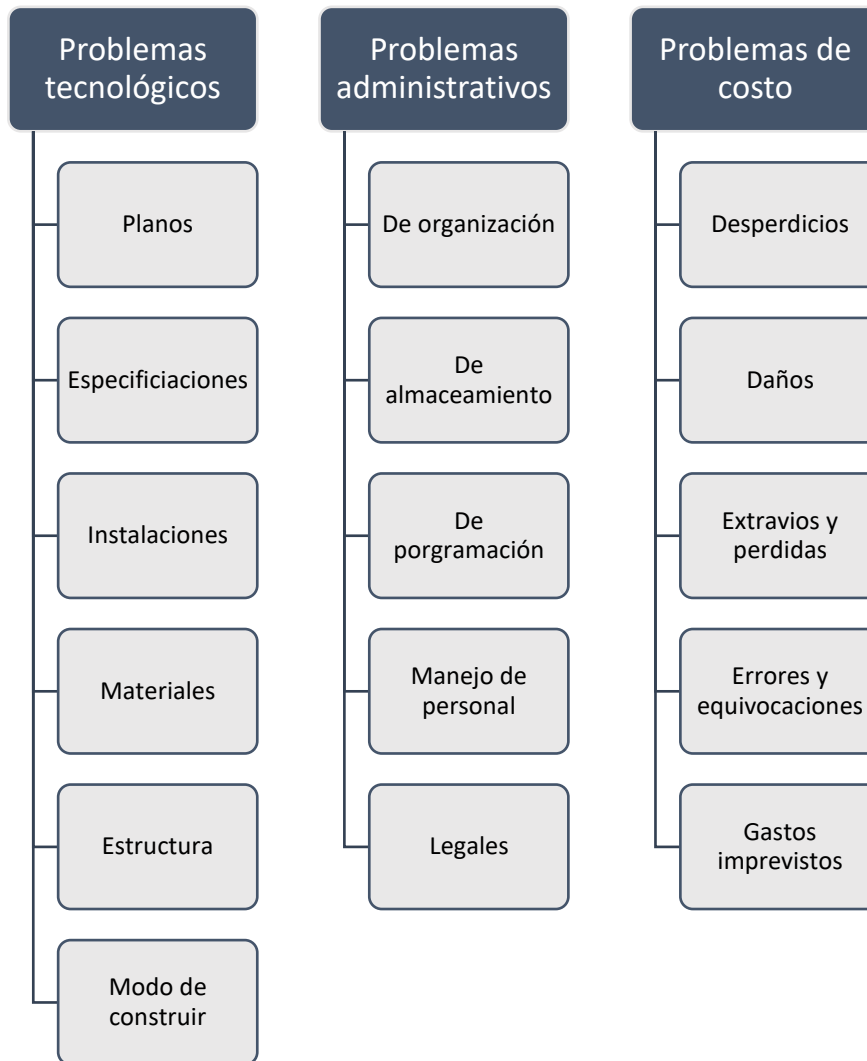 Problemas
tecnológicos
Planos
Especificiaciones
Instalaciones
Materiales
Estructura
Modo de
construir
Problemas
administrativos
De organización
De
almaceamiento
De
porgramación
Manejo de
personal
Legales
Problemas de
costo
Desperdicios
Daños
Extravios y
perdidas
Errores y
equivocaciones
Gastos
imprevistos